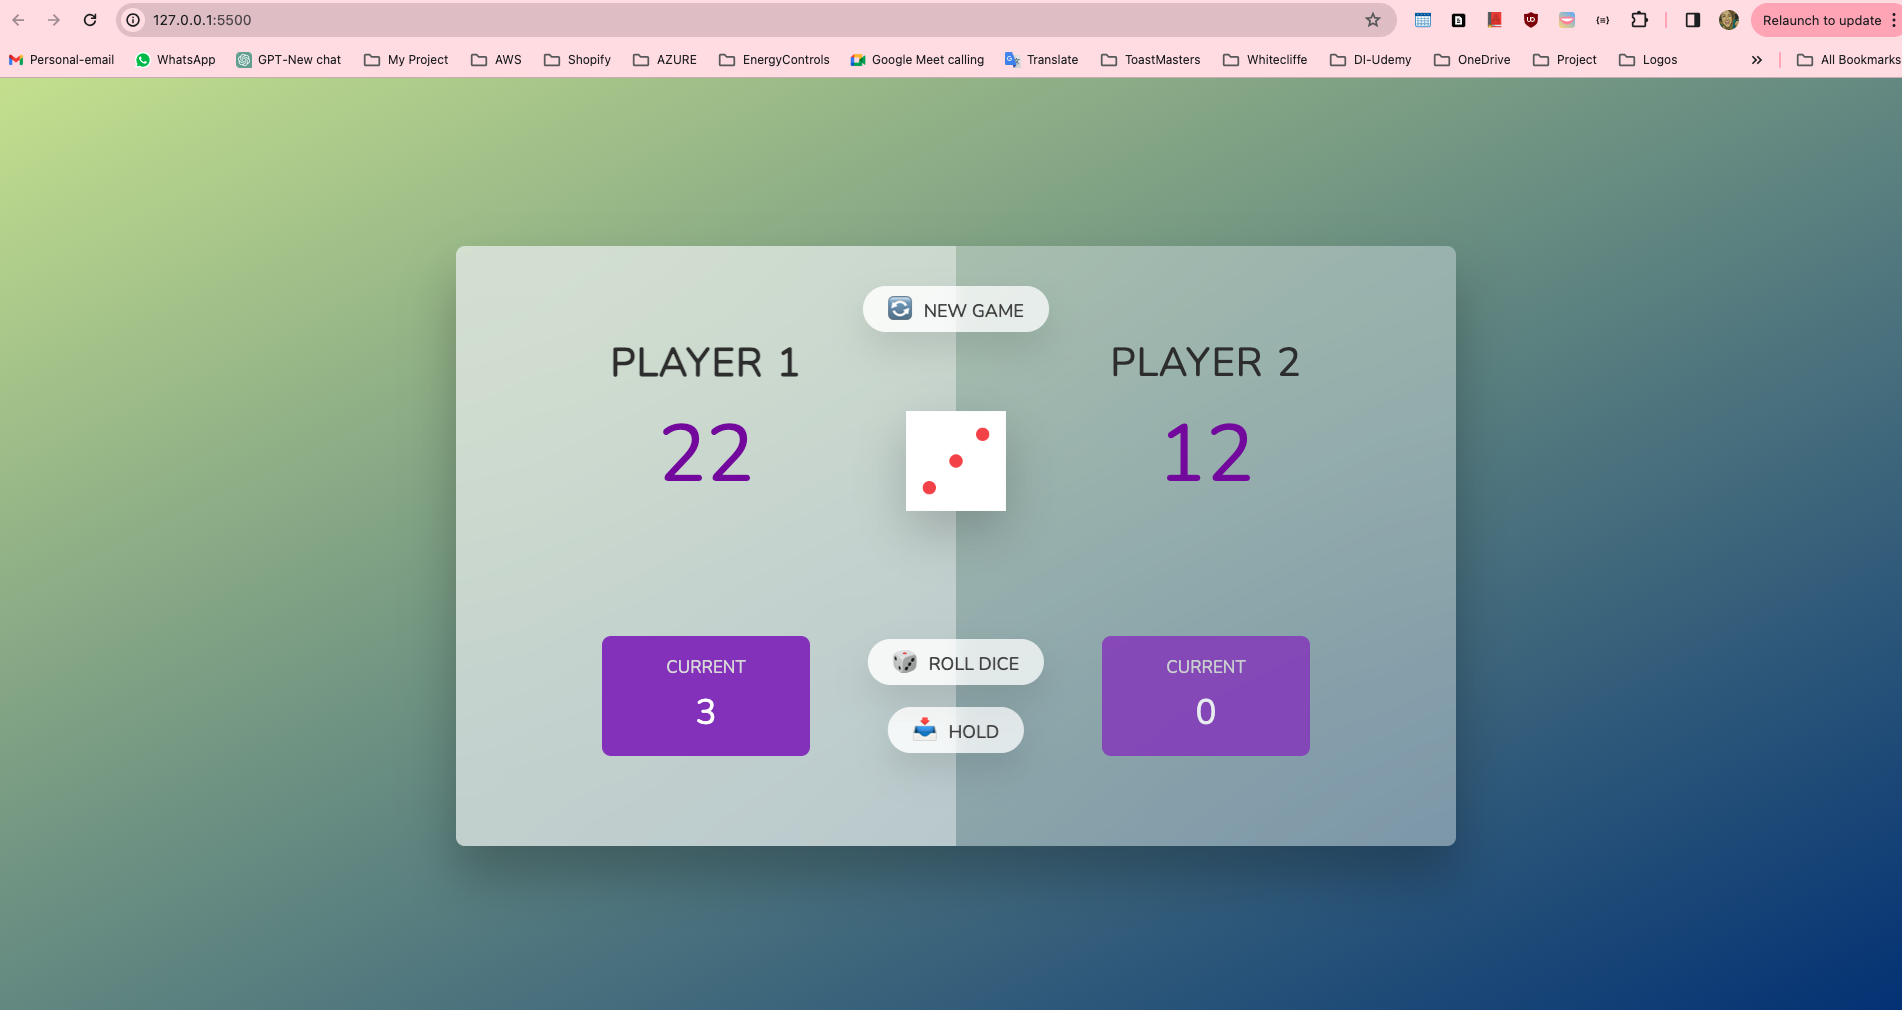 127.0.0.1:5500
Relaunch to update
Personal-email WhatsApp GPT-New chat My Project AWS Shopify AZURE EnergyControls Google Meet calling Translate ToastMasters Whitecliffe DI-Udemy OneDrive Project Logos » All Bookmarks
NEW GAME
PLAYER 1
PLAYER 2
22
12
CURRENT
3
ROLL DICE
HOLD
CURRENT
0